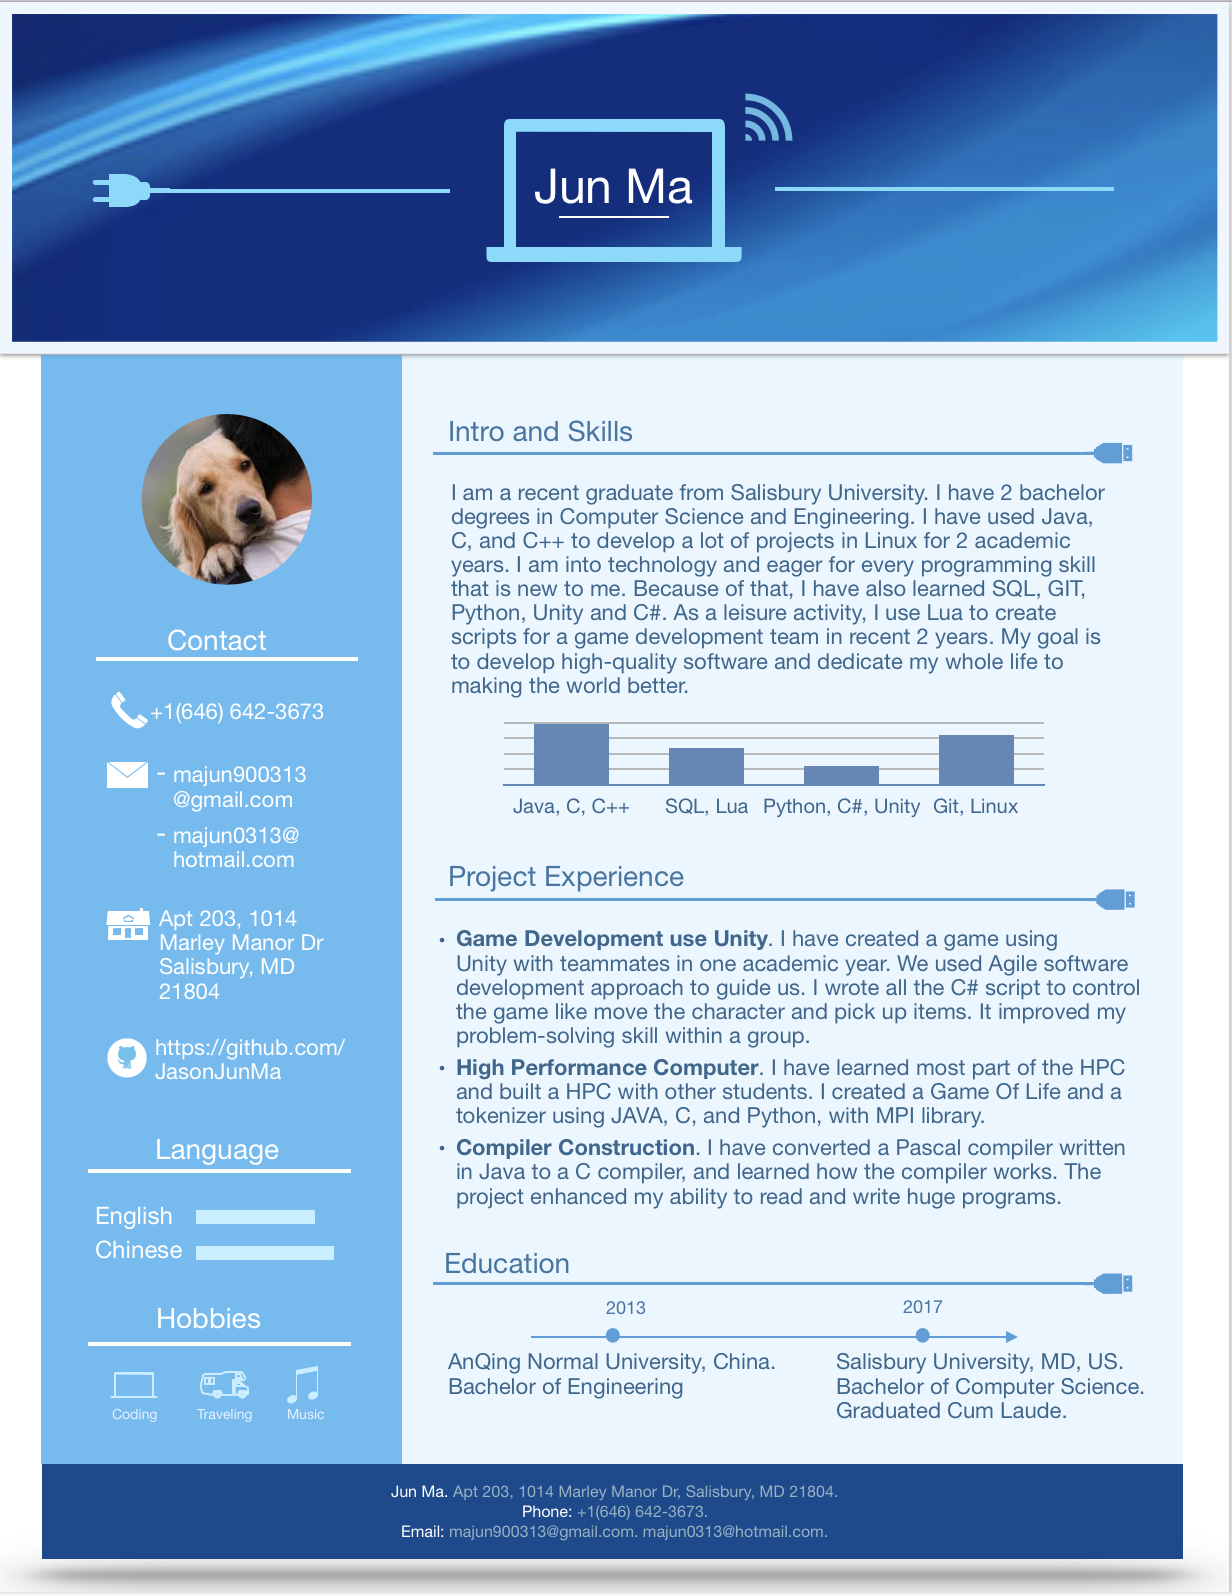 Jun Ma
Contact
+1(646) 642-3673
- majun900313
@gmail.com
- majun0313@
hotmail.com
Apt 203, 1014
Marley Manor Dr
Salisbury, MD
21804
https://github.com/
JasonJunMa
Language
English
Chinese
Hobbies
Coding Traveling Music
Intro and Skills
I am a recent graduate from Salisbury University. I have 2 bachelor
degrees in Computer Science and Engineering. I have used Java,
C, and C++ to develop a lot of projects in Linux for 2 academic
years. I am into technology and eager for every programming skill
that is new to me. Because of that, I have also learned SQL, GIT,
Python, Unity and C#. As a leisure activity, I use Lua to create
scripts for a game development team in recent 2 years. My goal is
to develop high-quality software and dedicate my whole life to
making the world better.
Java, C, C++ SQL, Lua Python, C#, Unity Git, Linux
Project Experience
• Game Development use Unity. I have created a game using
Unity with teammates in one academic year. We used Agile software
development approach to guide us. I wrote all the C# script to control
the game like move the character and pick up items. It improved my
problem-solving skill within a group.
• High Performance Computer. I have learned most part of the HPC
and built a HPC with other students. I created a Game Of Life and a
tokenizer using JAVA, C, and Python, with MPI library.
• Compiler Construction. I have converted a Pascal compiler written
in Java to a C compiler, and learned how the compiler works. The
project enhanced my ability to read and write huge programs.
Education
2013
AnQing Normal University, China.
Bachelor of Engineering
2017
Salisbury University, MD, US.
Bachelor of Computer Science.
Graduated Cum Laude.
Jun Ma. Apt 203, 1014 Marley Manor Dr, Salisbury, MD 21804.
Phone: +1(646) 642-3673.
Email: majun900313@gmail.com. majun0313@hotmail.com.